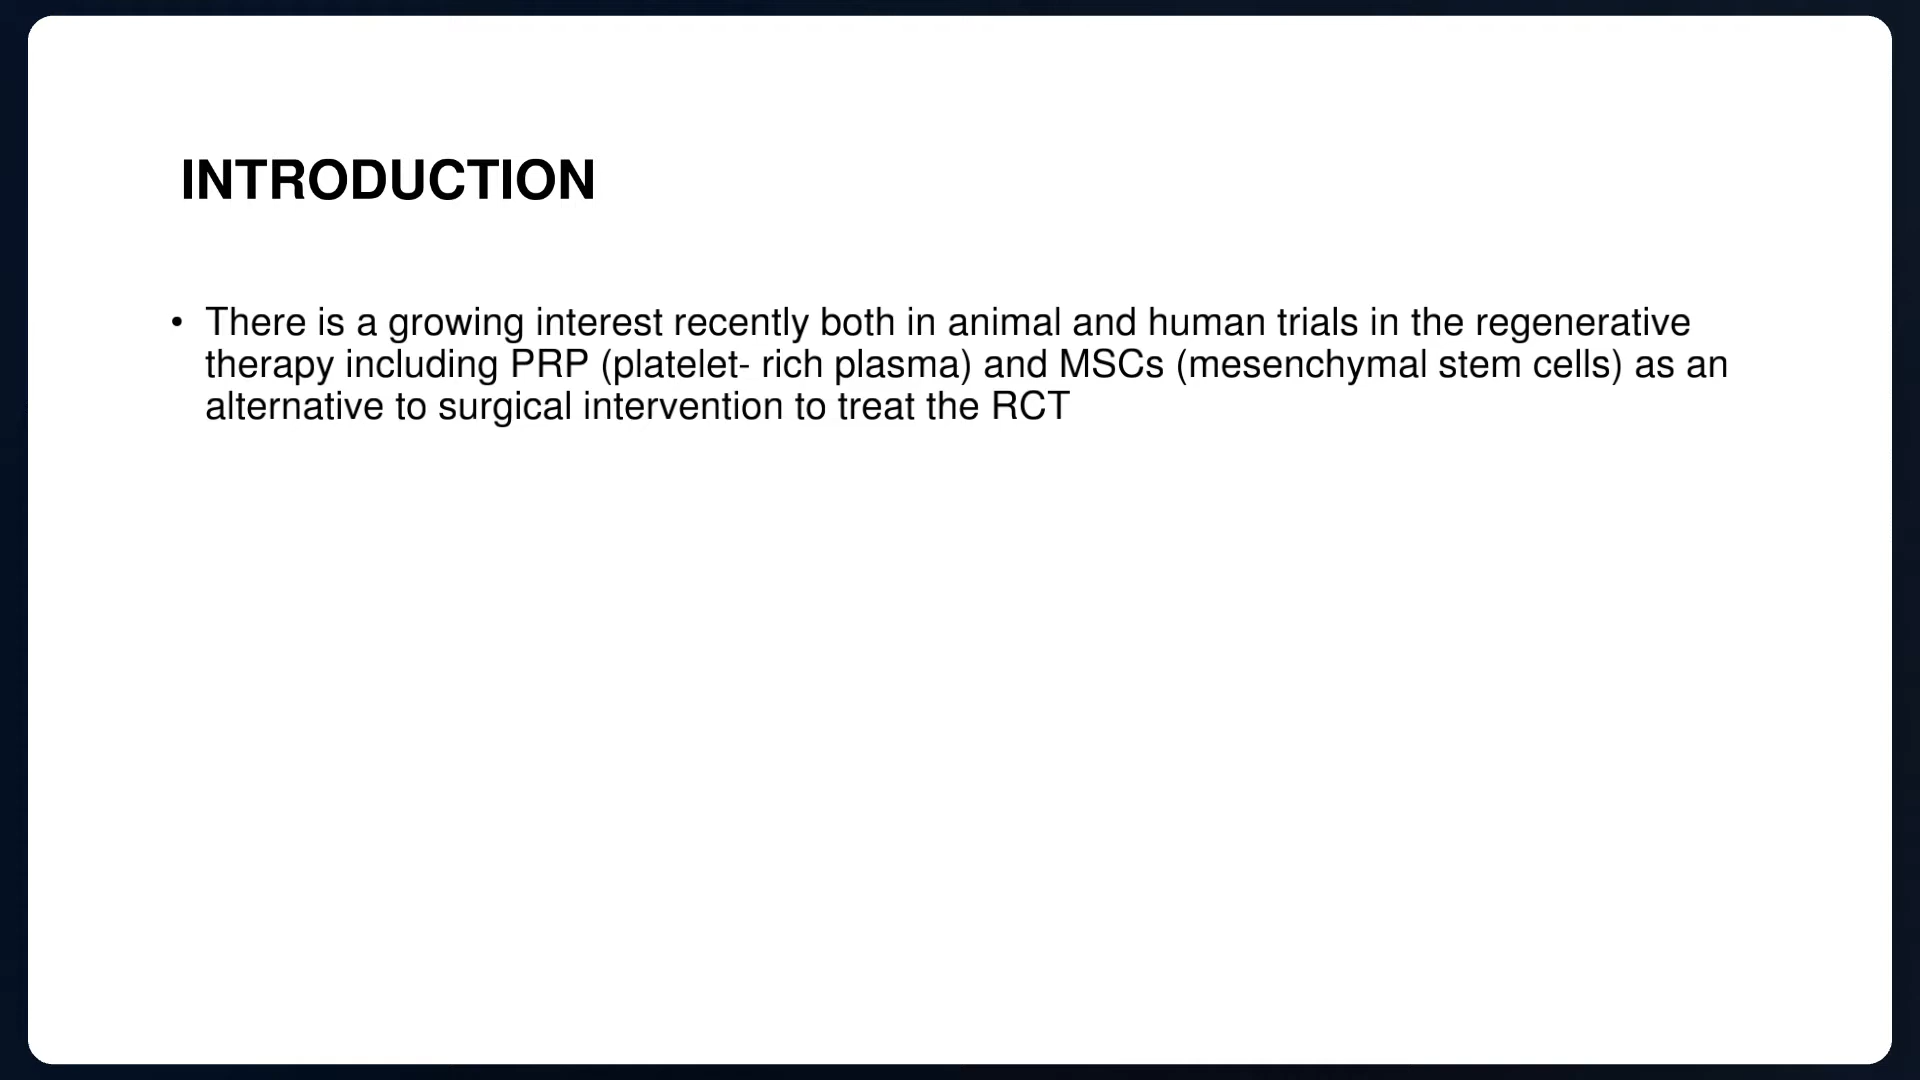 INTRODUCTION
• There is a growing interest recently both in animal and human trials in the regenerative
therapy including PRP (platelet- rich plasma) and MSCs (mesenchymal stem cells) as an
alternative to surgical intervention to treat the RCT